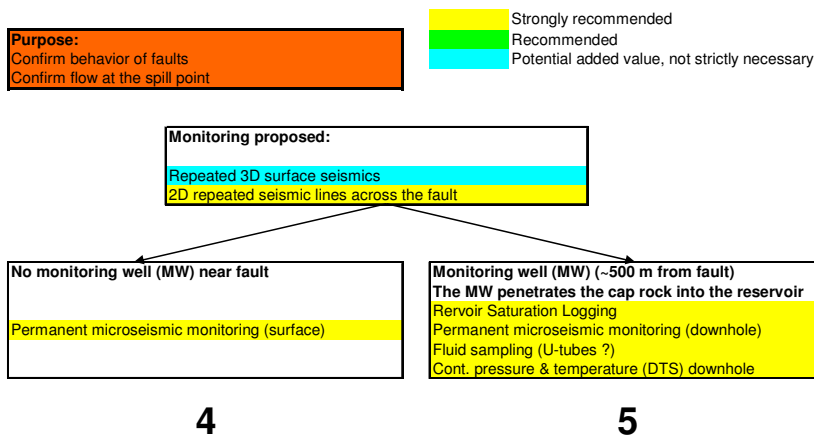 Purpose:
Confirm behavior of faults
Confirm flow at the spill point
Strongly recommended
Recommended
Potential added value, not strictly necessary
Monitoring proposed:
Repeated 3D surface seismics
2D repeated seismic lines across the fault
No monitoring well (MW) near fault
Permanent microseismic monitoring (surface)
Monitoring well (MW) (~500 m from fault)
The MW penetrates the cap rock into the reservoir
Rervoir Saturation Logging
Permanent microseismic monitoring (downhole)
Fluid sampling (U-tubes ?)
Cont. pressure & temperature (DTS) downhole
4
5